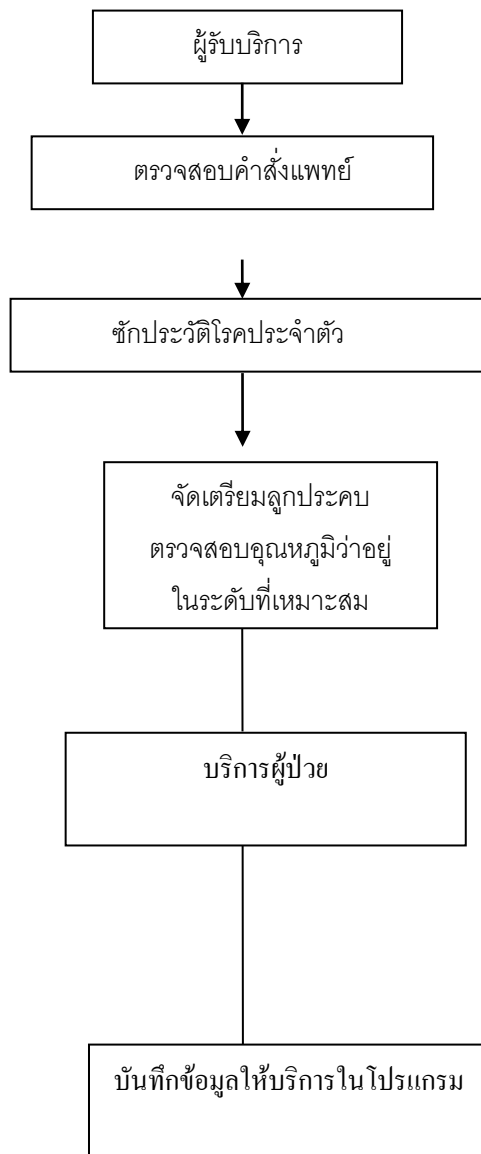 ผู้รับบริการ
ตรวจสอบคำสั่งแพทย์
ซักประวัติโรคประจำตัว
จัดเตรียมลูกประคบ
ตรวจสอบอุณหภูมิว่าอยู่
ในระดับที่เหมาะสม
บริการผู้ป่วย
บันทึกข้อมูลให้บริการในโปรแกรม